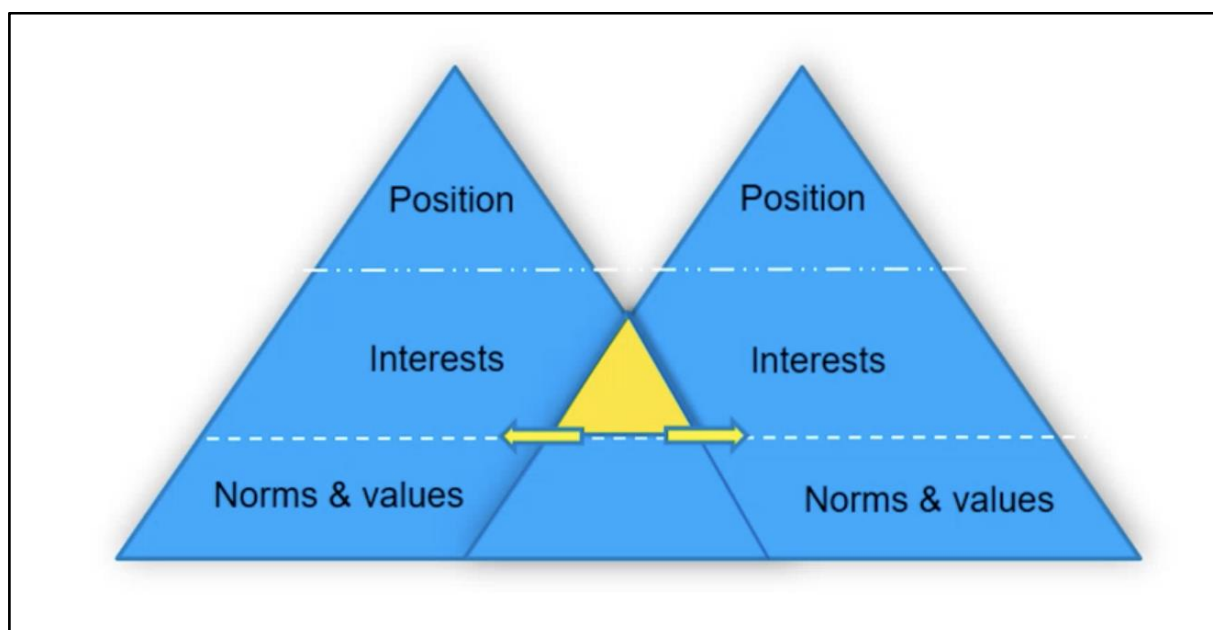 Position
Position
Interests
Interests
Norms & values
Norms & values